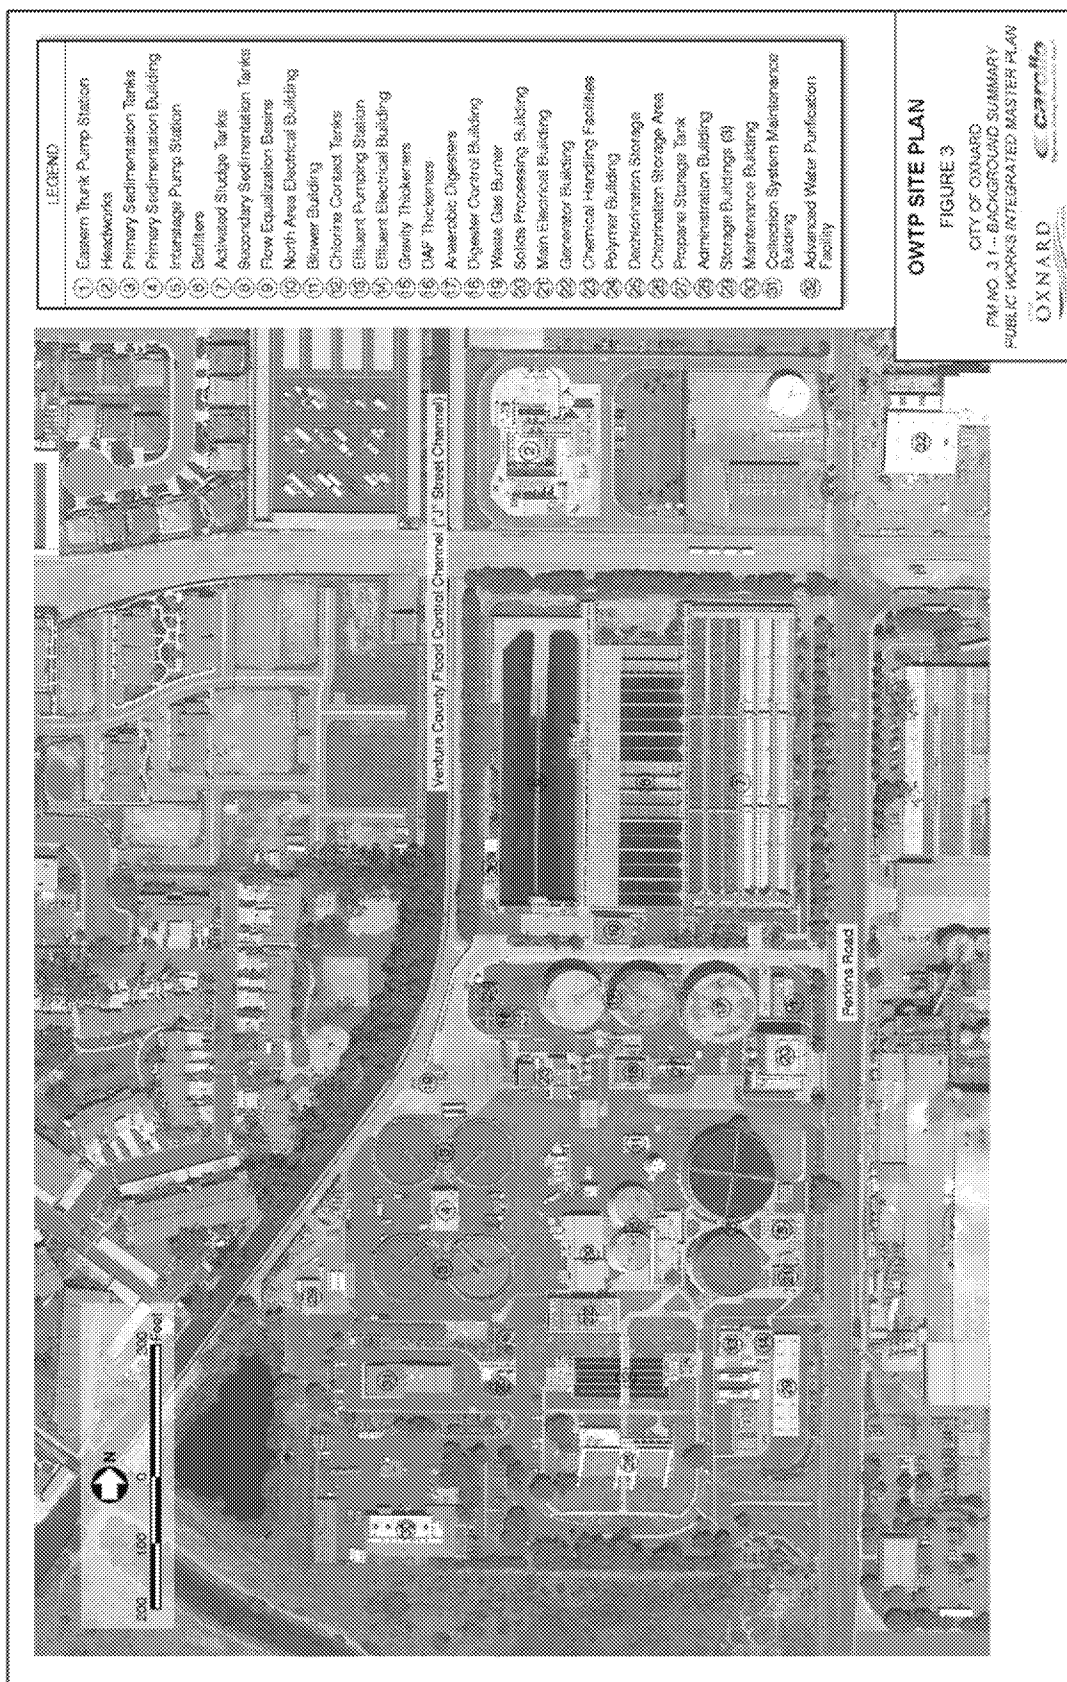 LEGEND
1 Eastern Trunk Pump Station
2 Headworks
3 Primary Sedimentation Tanks
4 Primary Sedimentation Building
5 Interstage Pump Station
6 Biofilters
7 Activated Sludge Tanks
8 Secondary Sedimentation Tanks
9 Flow Equalization Basins
10 North Area Electrical Building
11 Blower Building
12 Chlorine Contact Tanks
13 Effluent Pumping Station
14 Effluent Electrical Building
15 Gravity Thickeners
16 DAF Thickeners
17 Anaerobic Digesters
18 Digester Control Building
19 Waste Gas Burner
20 Solids Processing Building
21 Main Electrical Building
22 Generator Building
23 Chemical Handling Facilities
24 Polymer Building
25 Dechlorination Storage
26 Chlorination Storage Area
27 Propane Storage Tank
28 Administration Building
29 Storage Buildings
30 Maintenance Building
31 Collection System Maintenance
Building
32 Advanced Water Purification
Facility
Ventura County Flood Control Channel ("J" Street Channel)
Perkins Road
N
200 100 0 300
Feet
OWTP SITE PLAN
FIGURE 3
CITY OF OXNARD
PM NO. 3.1 - BACKGROUND SUMMARY
PUBLIC WORKS INTEGRATED MASTER PLAN
OXNARD
carollo